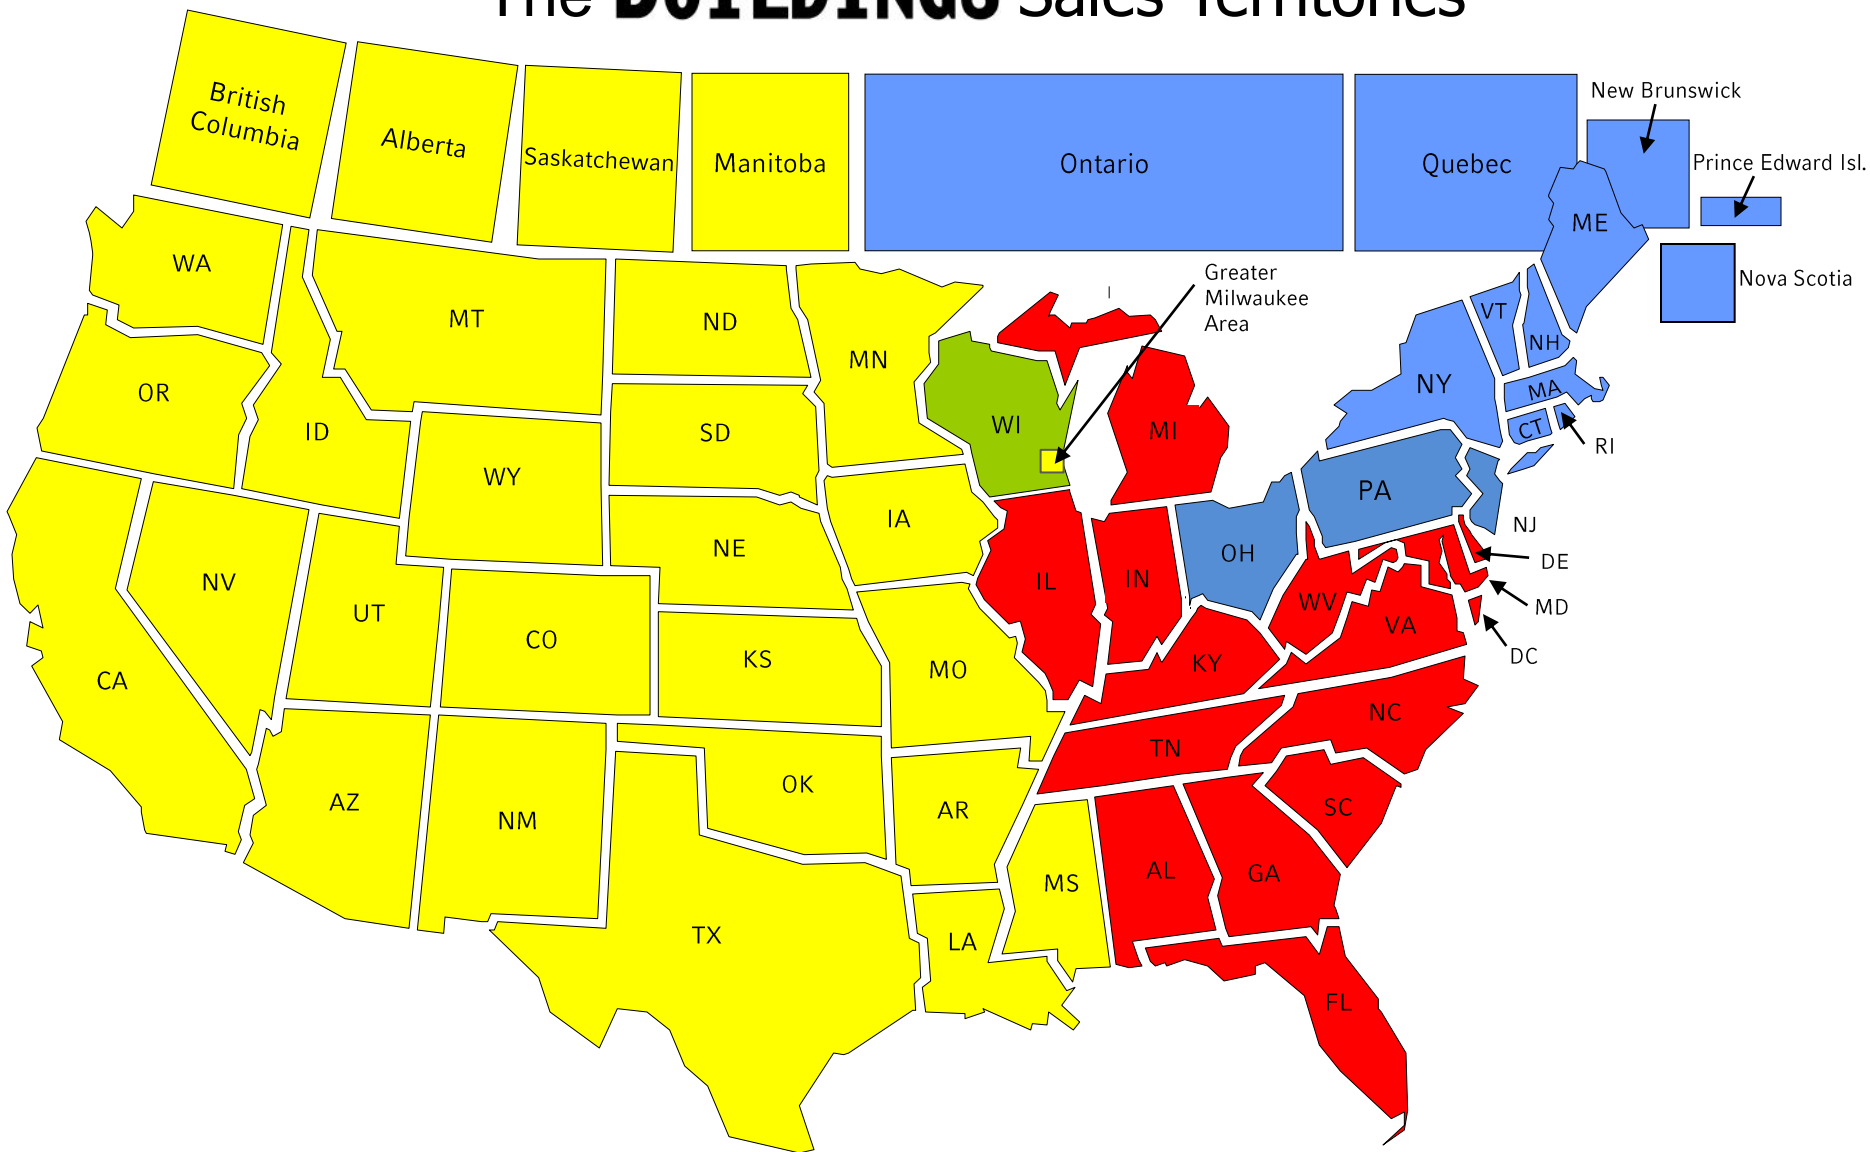 The BUILDINGS Sales Territories
British
Columbia
Alberta
Saskatchewan
Manitoba
Ontario
Quebec
New Brunswick
Prince Edward Isl.
Nova Scotia
Greater
Milwaukee
Area
WA
MT
ND
MN
ME
VT
NH
OR
ID
WY
SD
WI
MI
NY
MA
CT
RI
IA
NE
PA
NJ
OH
DE
MD
DC
NV
UT
CO
KS
MO
IL
IN
WV
VA
KY
CA
NC
TN
AZ
NM
OK
AR
SC
MS
AL
GA
TX
LA
FL